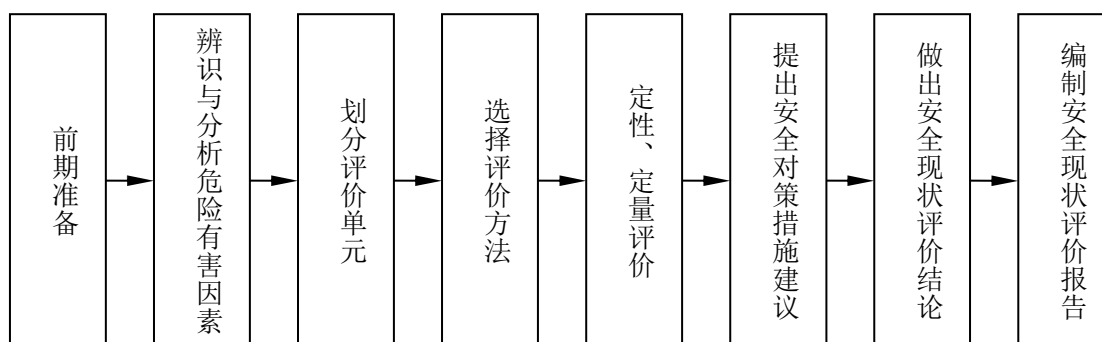 前期准备
辨识与分析危险有害因素
划分评价单元
选择评价方法
定性、定量评价
提出安全对策措施建议
做出安全现状评价结论
编制安全现状评价报告